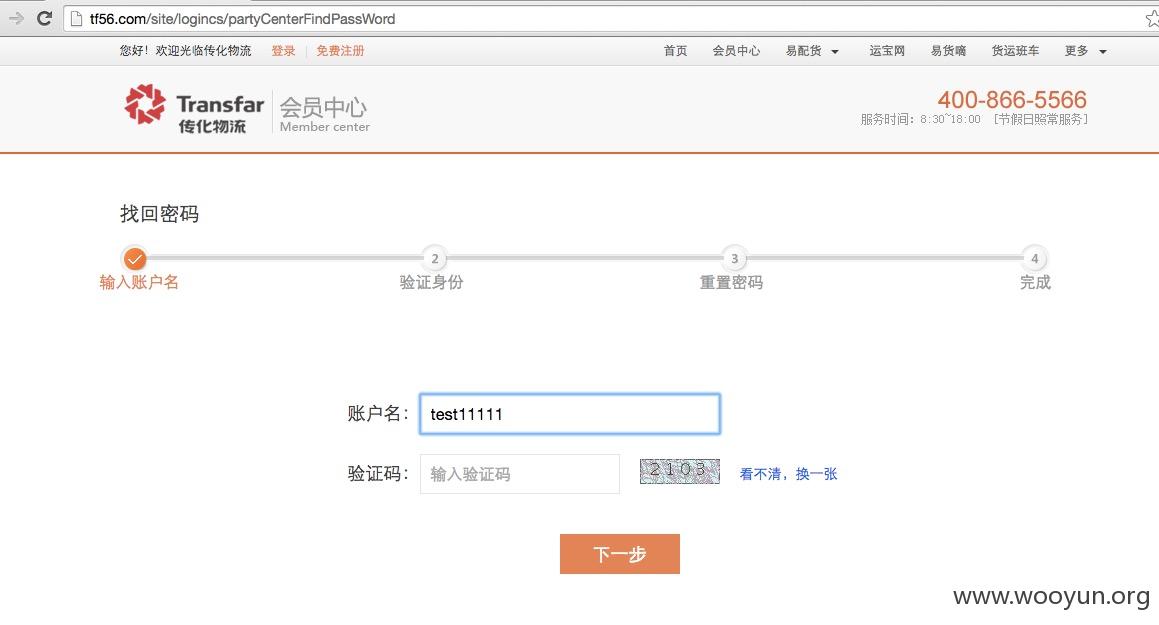 tf56.com/site/logincs/partyCenterFindPassWord
您好！欢迎光临传化物流 登录 免费注册 首页 会员中心 易配货 运宝网 易货嘀 货运班车 更多
Transfar 传化物流 会员中心 Member center
400-866-5566
服务时间：8:30~18:00 [节假日照常服务]
找回密码
2 3 4
输入账户名 验证身份 重置密码 完成
账户名： test11111
验证码： 输入验证码 2103 看不清，换一张
下一步
www.wooyun.org